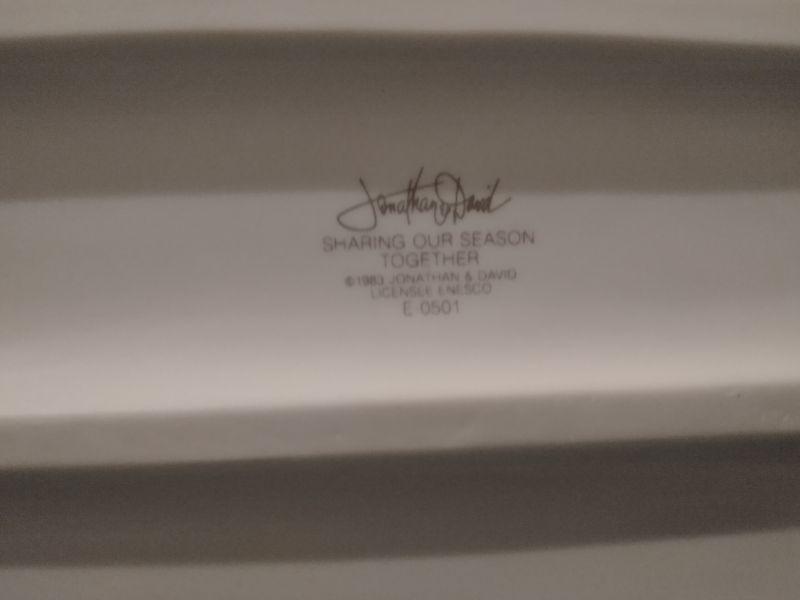 Jonathan & David
SHARING OUR SEASON
TOGETHER
©1983 JONATHAN & DAVID
LICENSEE ENESCO
E-0501